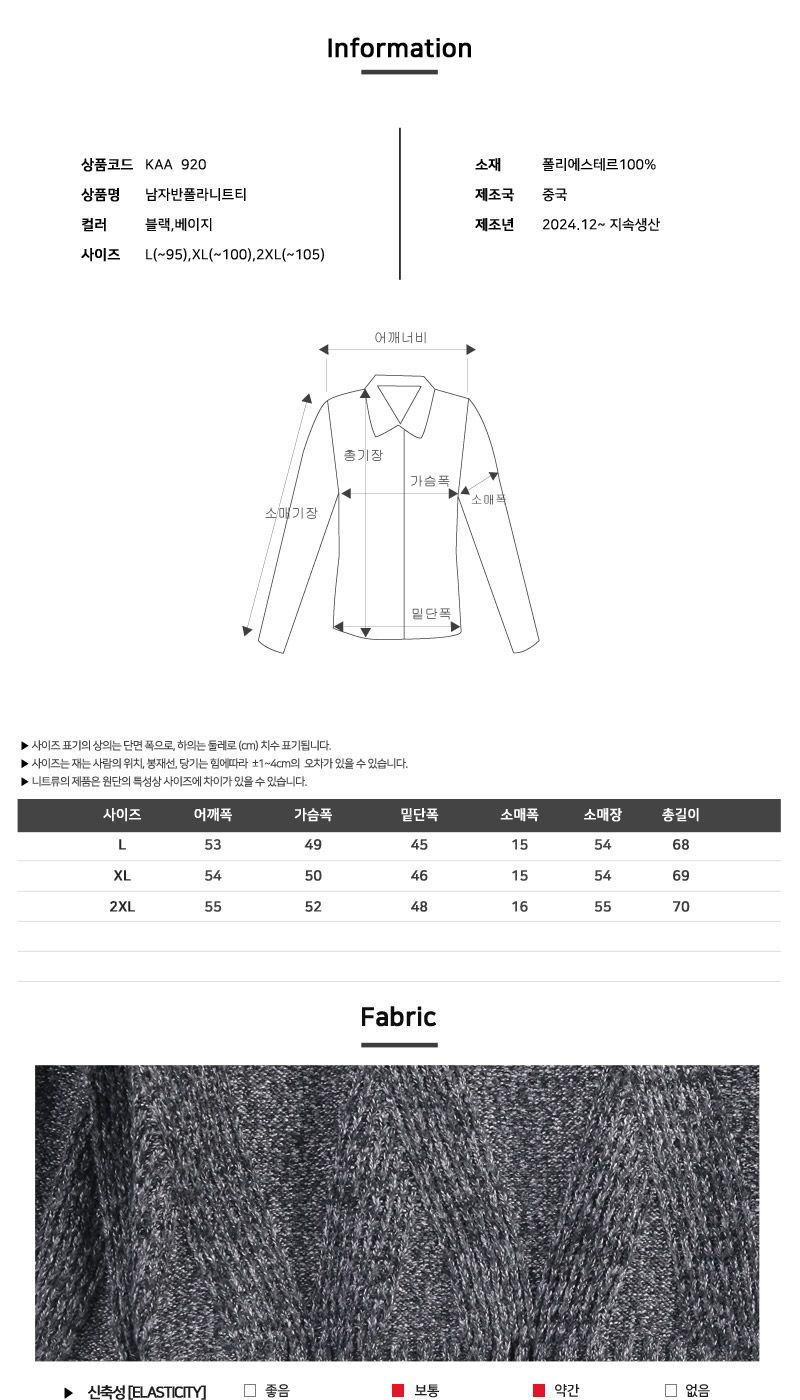 Information
상품코드 KAA 920
상품명 남자반폴라니트티
컬러 블랙,베이지
사이즈 L(~95),XL(~100),2XL(~105)
소재 폴리에스테르100%
제조국 중국
제조년 2024.12~ 지속생산
어깨너비
총기장
가슴폭
소매폭
소매기장
밑단폭
▶ 사이즈 표기의 상의는 단면 폭으로, 하의는 둘레로 (cm) 치수 표기됩니다.
▶ 사이즈는 재는 사람의 위치, 봉재선, 당기는 힘에따라 ±1~4cm의 오차가 있을 수 있습니다.
▶ 니트류의 제품은 원단의 특성상 사이즈에 차이가 있을 수 있습니다.
사이즈 어깨폭 가슴폭 밑단폭 소매폭 소매장 총길이
L 53 49 45 15 54 68
XL 54 50 46 15 54 69
2XL 55 52 48 16 55 70
Fabric
▶ 신축성 [ELASTICITY] 좋음 보통 약간 없음